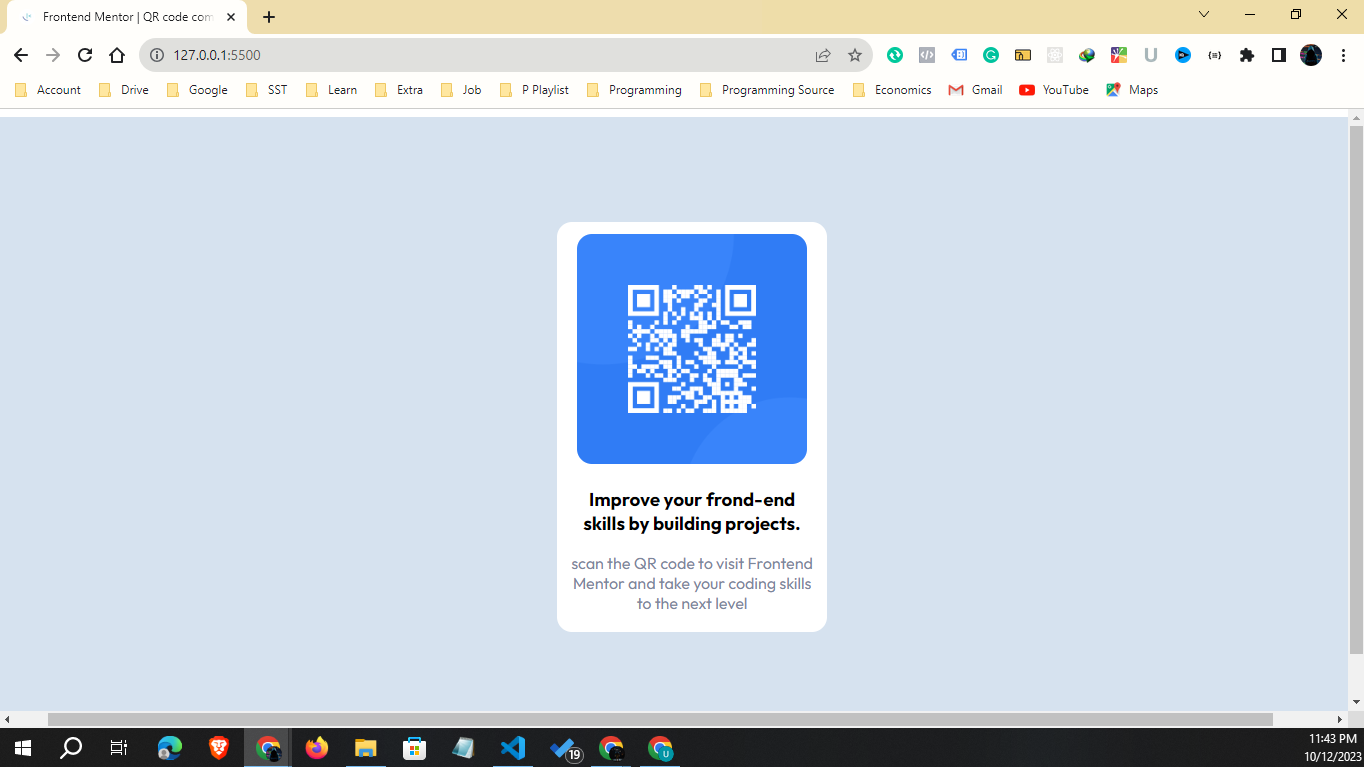 Frontend Mentor | QR code com
127.0.0.1:5500
Account Drive Google SST Learn Extra Job P Playlist Programming Programming Source Economics Gmail YouTube Maps
Improve your frond-end
skills by building projects.
scan the QR code to visit Frontend
Mentor and take your coding skills
to the next level
19
11:43 PM
10/12/2023